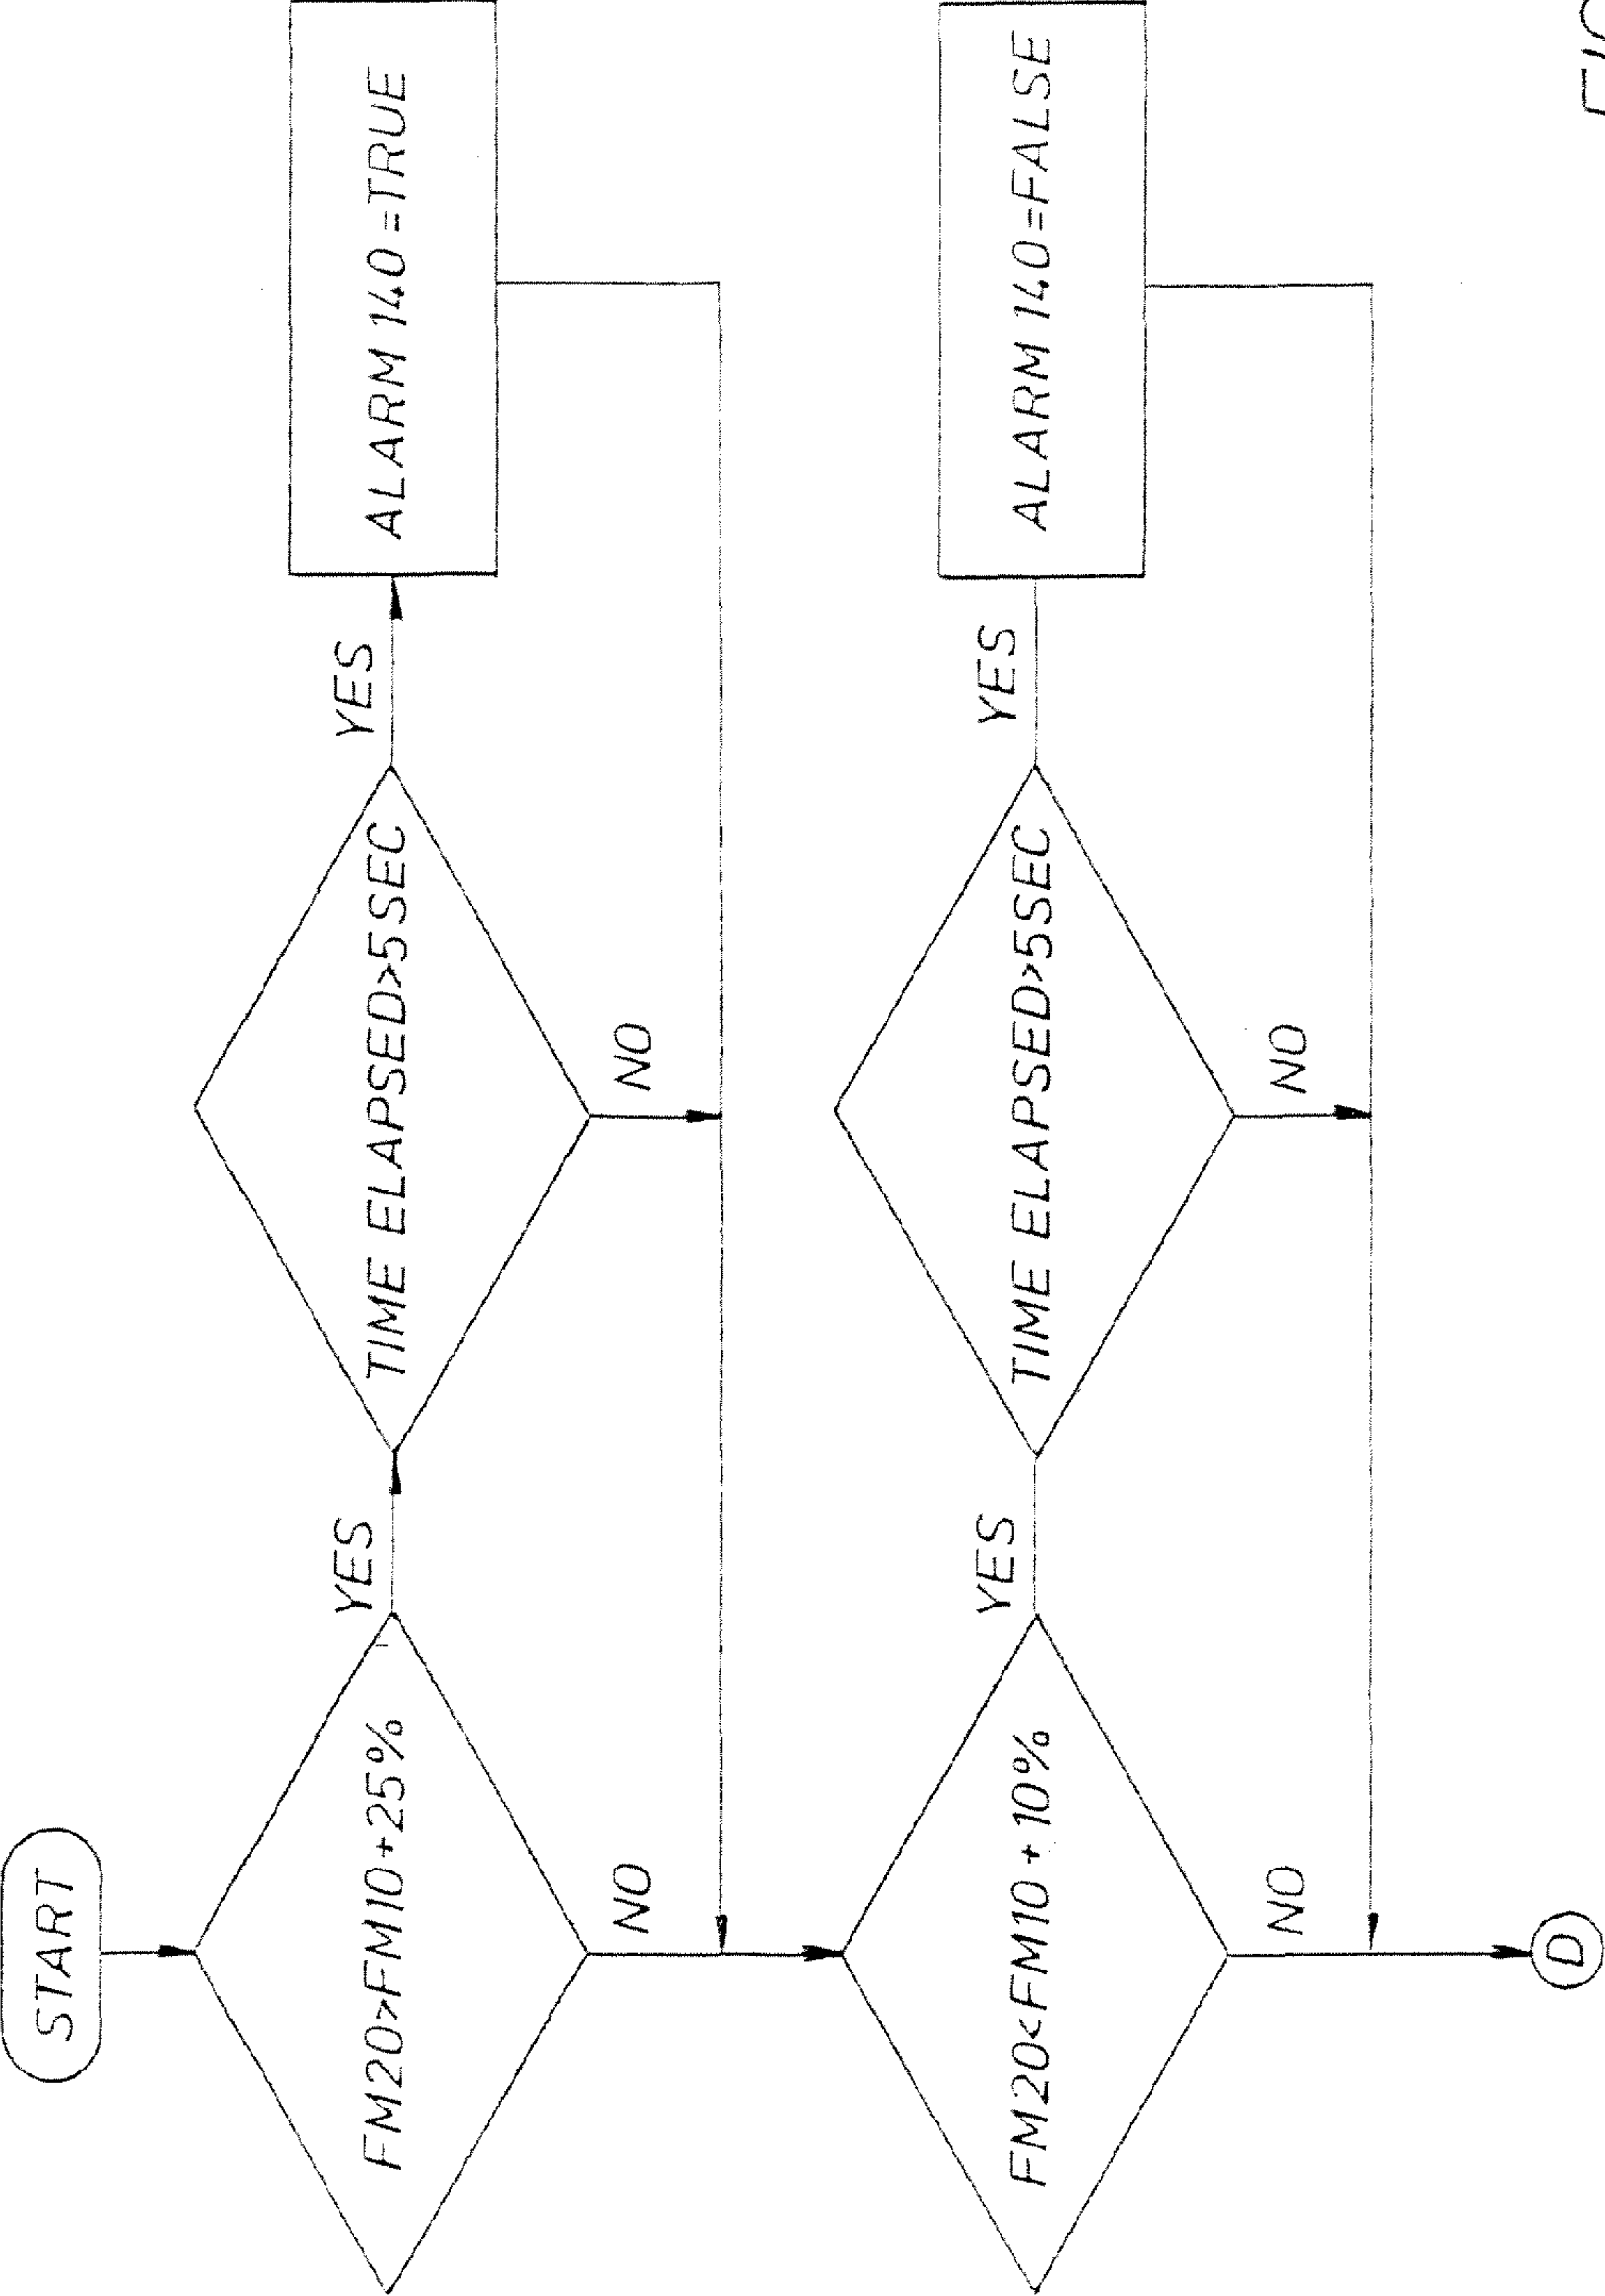 START
YES
YES
FM20>FM10+25%
TIME ELAPSED>5SEC
ALARM 140=TRUE
NO
NO
YES
YES
FM20<FM10+10%
TIME ELAPSED>5SEC
ALARM 140=FALSE
NO
NO
D